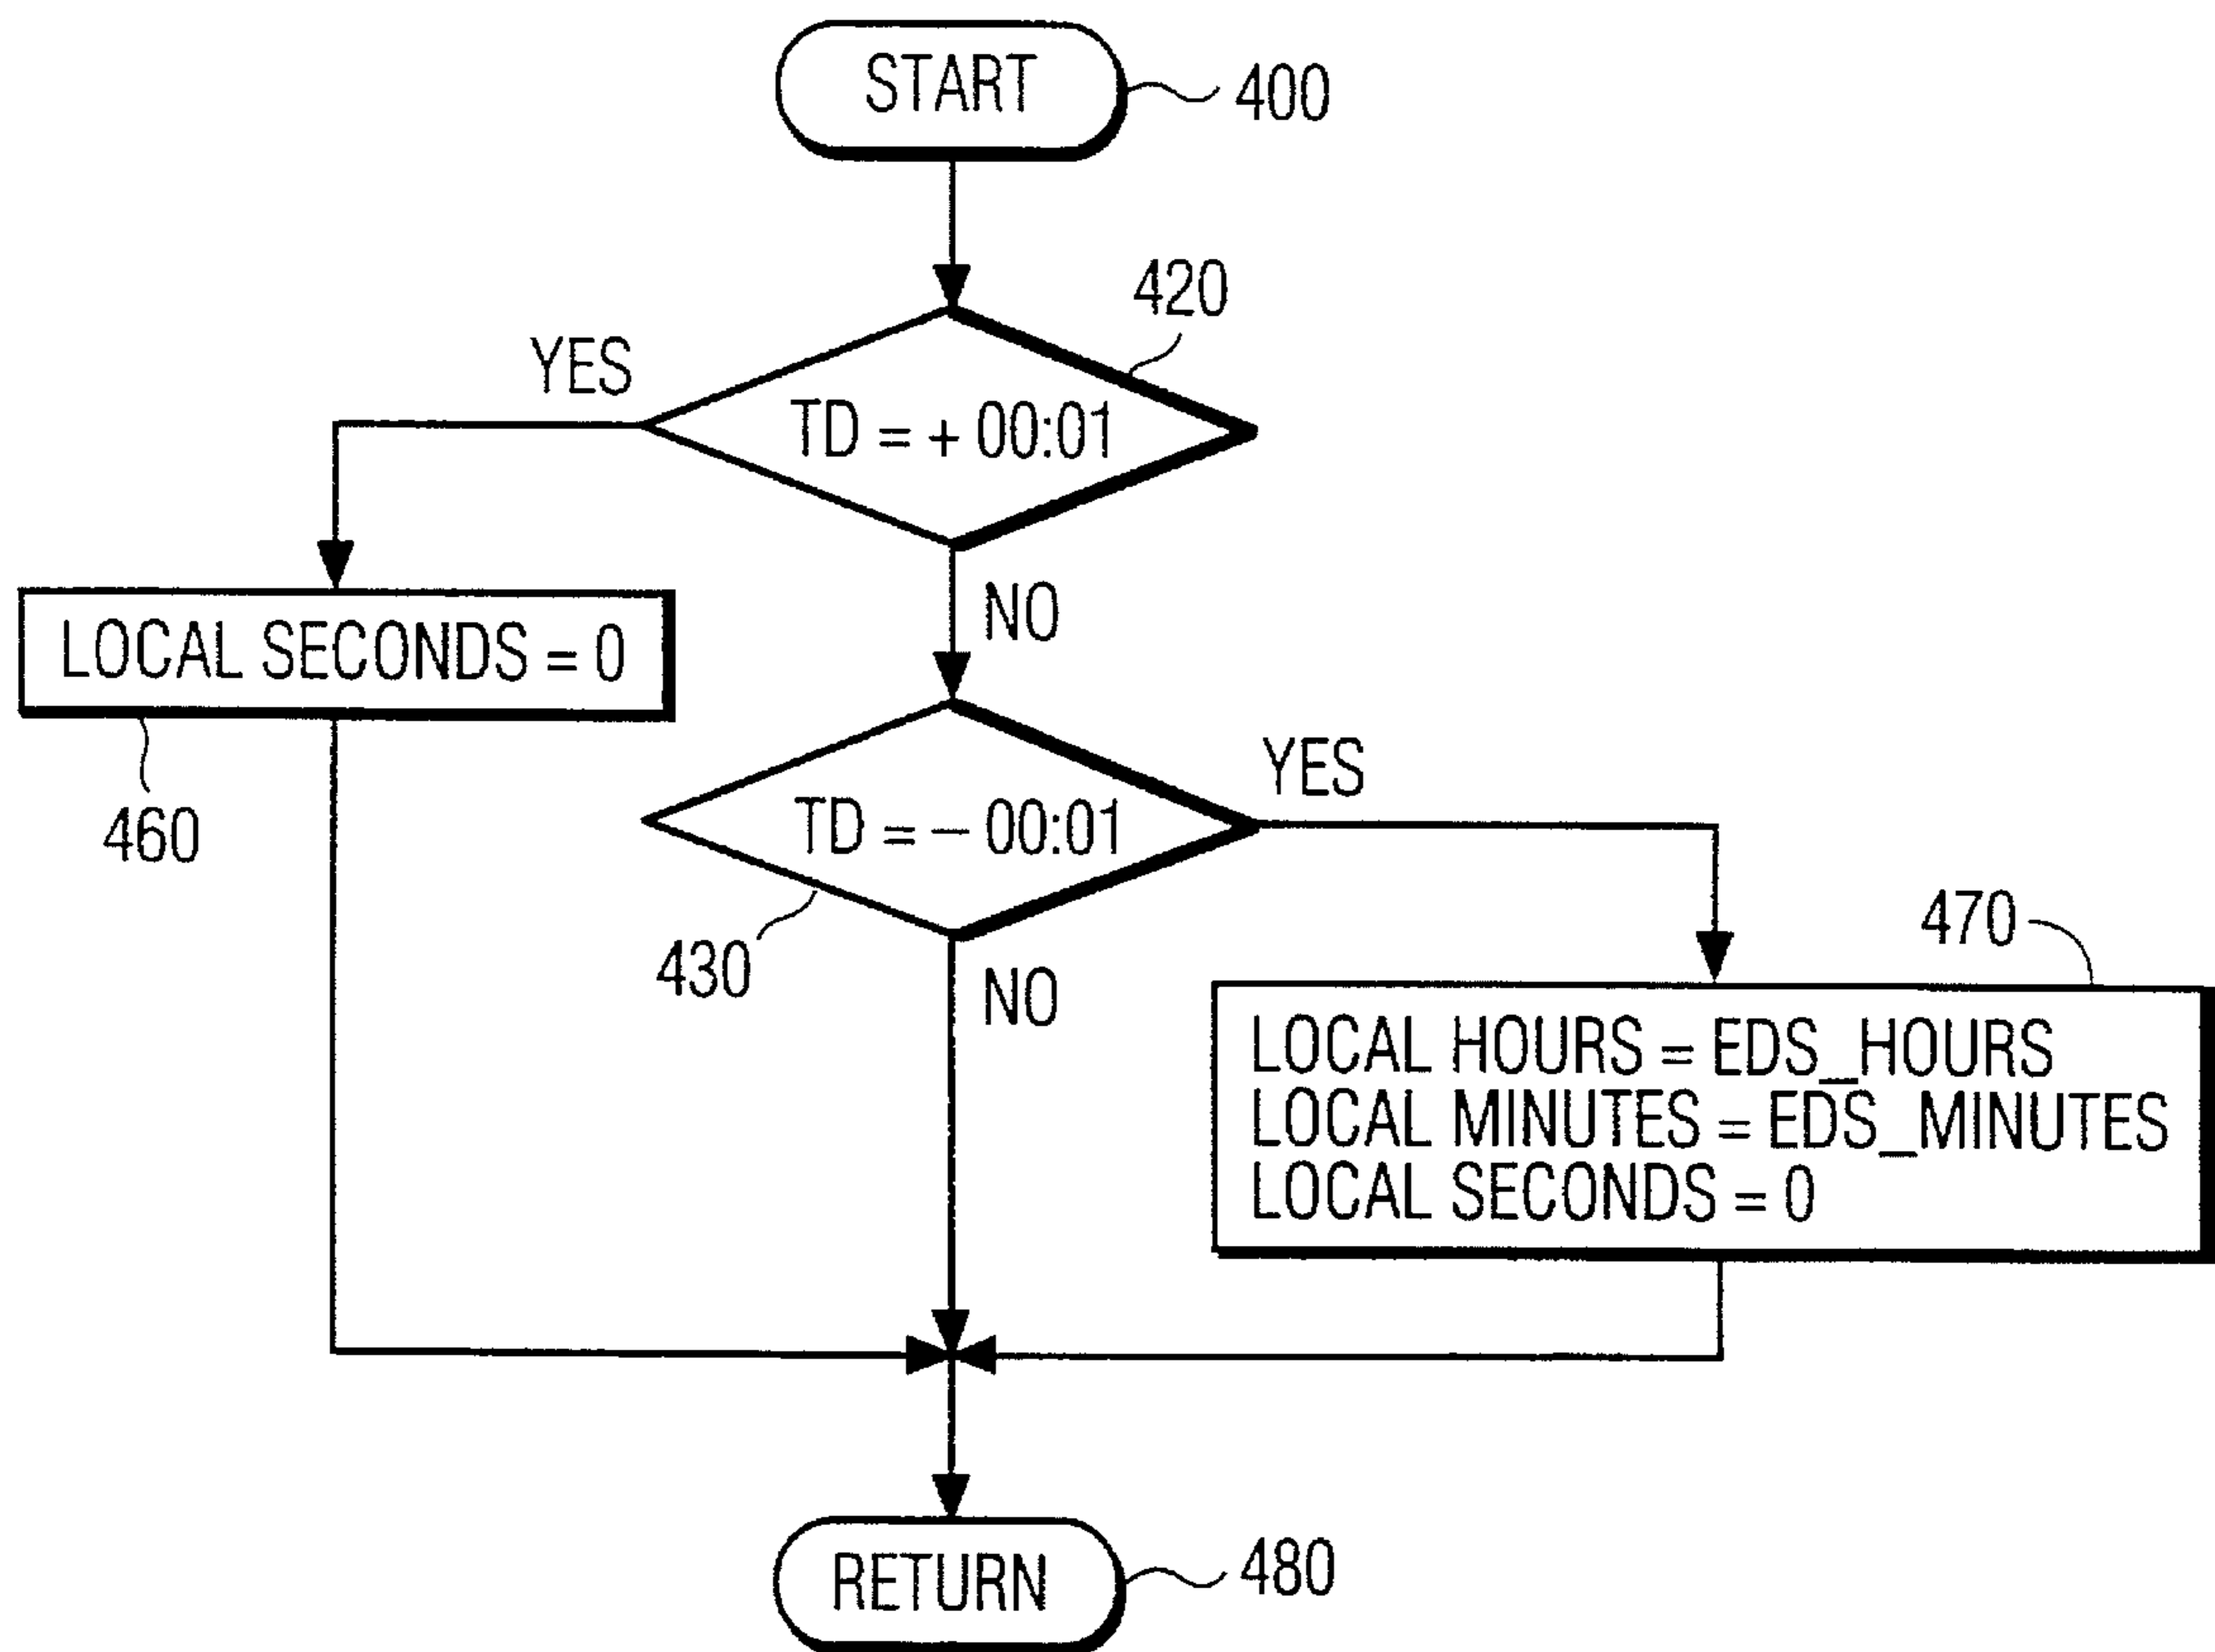 START
400
420
YES
TD = + 00:01
NO
LOCAL SECONDS = 0
460
YES
TD = – 00:01
430
NO
470
LOCAL HOURS = EDS_HOURS
LOCAL MINUTES = EDS_MINUTES
LOCAL SECONDS = 0
RETURN
480